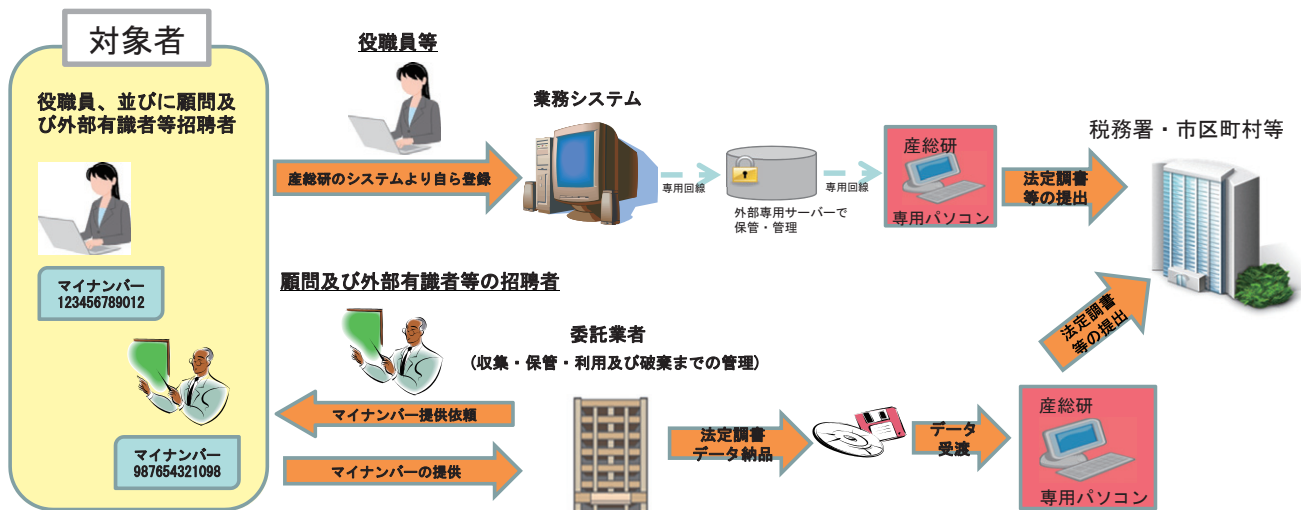 対象者
役職員、並びに顧問及
び外部有識者等招聘者
マイナンバー
123456789012
マイナンバー
987654321098
役職員等
産総研のシステムより自ら登録
業務システム
専用回線
外部専用サーバーで
保管・管理
専用回線
産総研
専用パソコン
法定調書
等の提出
税務署・市区町村等
顧問及び外部有識者等の招聘者
マイナンバー提供依頼
マイナンバーの提供
委託業者
(収集・保管・利用及び破棄までの管理)
法定調書
データ納品
データ
受渡
産総研
専用パソコン
法定調書
等の提出